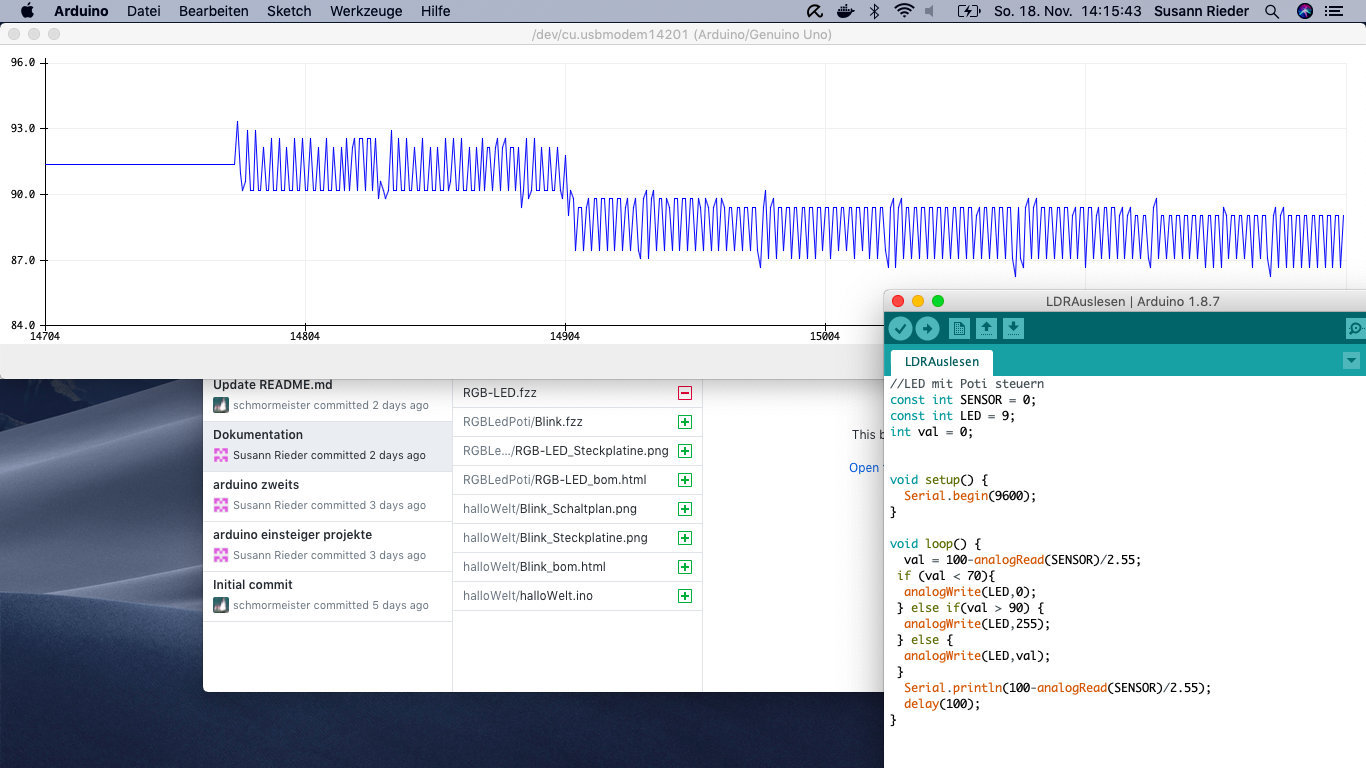 Arduino Datei Bearbeiten Sketch Werkzeuge Hilfe So. 18. Nov. 14:15:43 Susann Rieder
/dev/cu.usbmodem14201 (Arduino/Genuino Uno)
96.0
93.0
90.0
87.0
84.0
14704 14804 14904 15004
LDRAuslesen | Arduino 1.8.7
LDRAuslesen
//LED mit Poti steuern
const int SENSOR = 0;
const int LED = 9;
int val = 0;
void setup() {
Serial.begin(9600);
}
void loop() {
val = 100-analogRead(SENSOR)/2.55;
if (val < 70){
analogWrite(LED,0);
} else if(val > 90) {
analogWrite(LED,255);
} else {
analogWrite(LED,val);
}
Serial.println(100-analogRead(SENSOR)/2.55);
delay(100);
}
Update README.md
schmormeister committed 2 days ago
Dokumentation
Susann Rieder committed 2 days ago
arduino zweits
Susann Rieder committed 3 days ago
arduino einsteiger projekte
Susann Rieder committed 3 days ago
Initial commit
schmormeister committed 5 days ago
RGB-LED.fzz
RGBLedPoti/Blink.fzz
RGBLe.../RGB-LED_Steckplatine.png
RGBLedPoti/RGB-LED_bom.html
halloWelt/Blink_Schaltplan.png
halloWelt/Blink_Steckplatine.png
halloWelt/Blink_bom.html
halloWelt/halloWelt.ino
This
Open